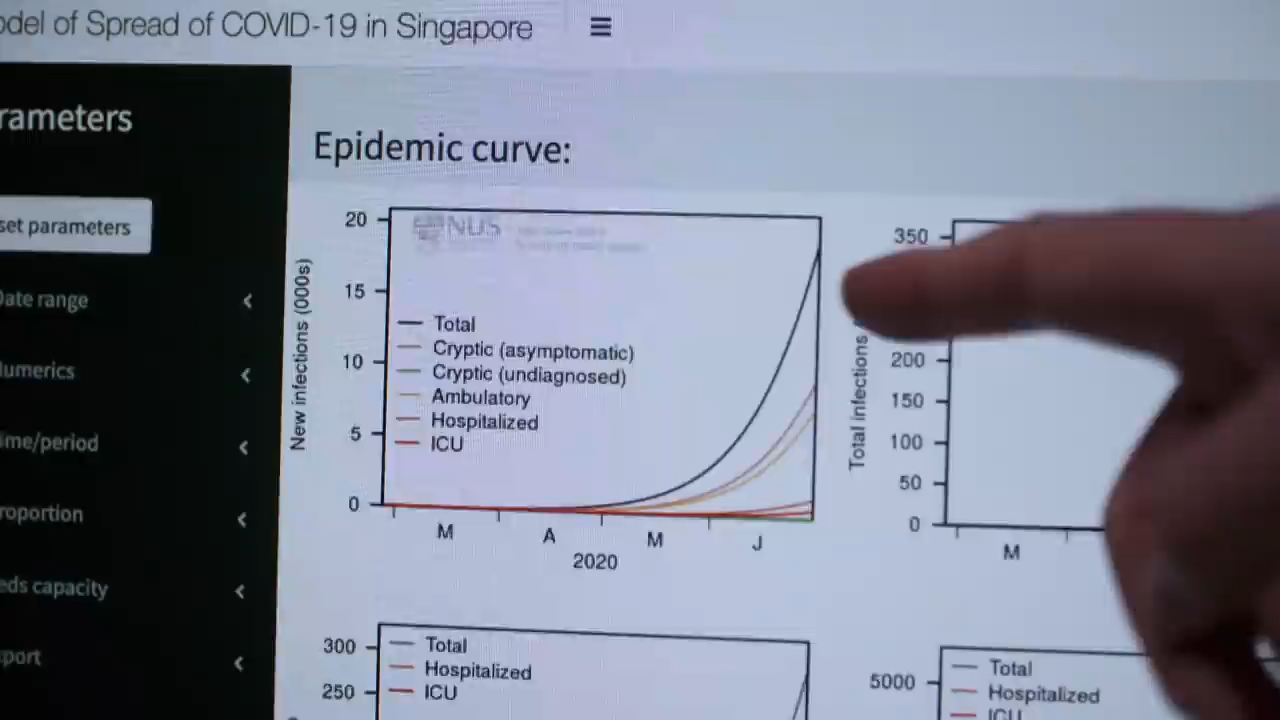 odel of Spread of COVID-19 in Singapore
rameters
set parameters
Date range
umerics
ime/period
roportion
eds capacity
port
Epidemic curve:
20
15
10
5
0
New infections (000s)
NUS
Total
Cryptic (asymptomatic)
Cryptic (undiagnosed)
Ambulatory
Hospitalized
ICU
M
A
M
J
2020
350
200
150
100
50
0
Total infections
M
300
250
Total
Hospitalized
ICU
5000
Total
Hospitalized
ICU